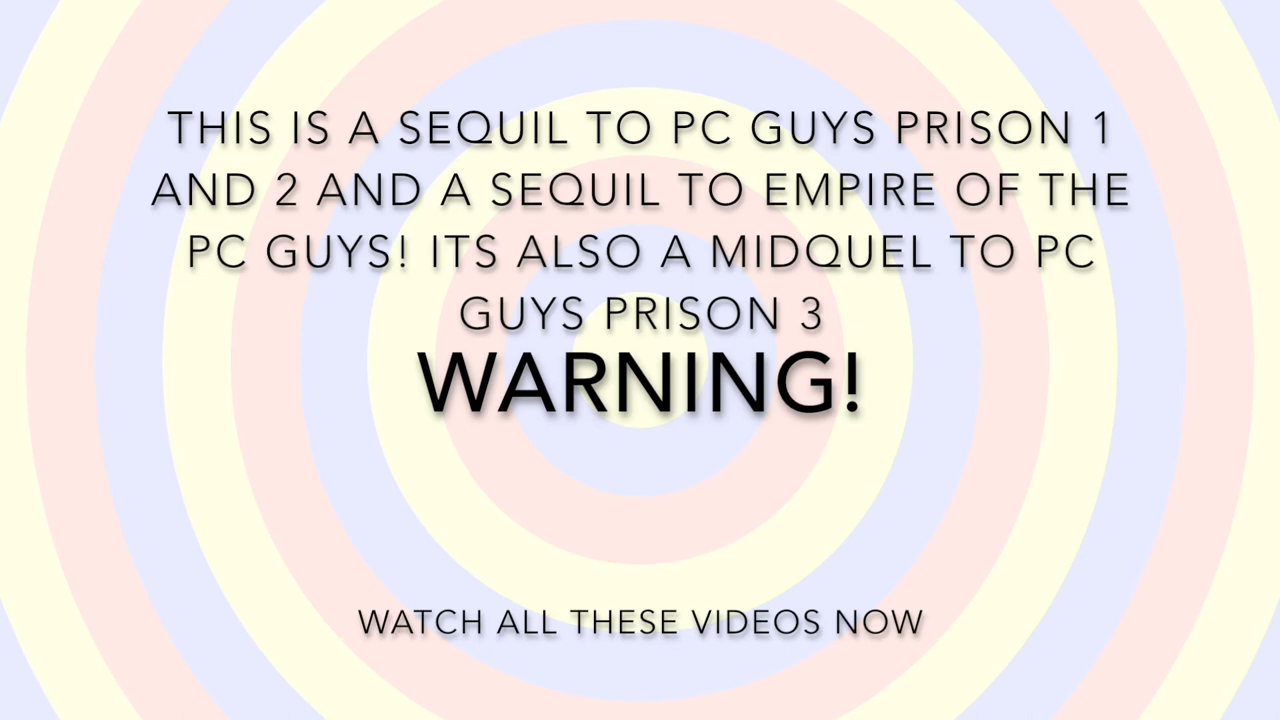 THIS IS A SEQUIL TO PC GUYS PRISON 1
AND 2 AND A SEQUIL TO EMPIRE OF THE
PC GUYS! ITS ALSO A MIDQUEL TO PC
GUYS PRISON 3
WARNING!
WATCH ALL THESE VIDEOS NOW